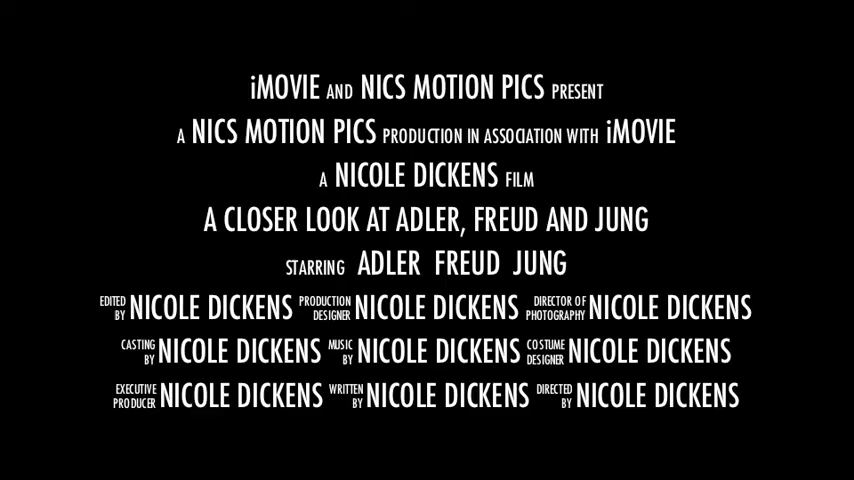 iMOVIE AND NICS MOTION PICS PRESENT
A NICS MOTION PICS PRODUCTION IN ASSOCIATION WITH iMOVIE
A NICOLE DICKENS FILM
A CLOSER LOOK AT ADLER, FREUD AND JUNG
STARRING ADLER FREUD JUNG
EDITED BY NICOLE DICKENS PRODUCTION DESIGNER NICOLE DICKENS DIRECTOR OF PHOTOGRAPHY NICOLE DICKENS
CASTING BY NICOLE DICKENS MUSIC BY NICOLE DICKENS COSTUME DESIGNER NICOLE DICKENS
EXECUTIVE PRODUCER NICOLE DICKENS WRITTEN BY NICOLE DICKENS DIRECTED BY NICOLE DICKENS